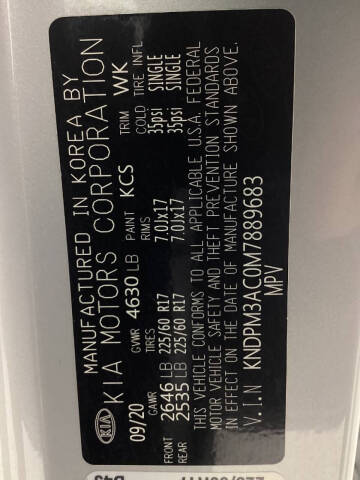 MANUFACTURED IN KOREA BY
KIA KIA MOTORS CORPORATION
09/20 GVWR 4630 LB PAINT KCS TRIM WK
GAWR TIRES RIMS COLD TIRE INFL
FRONT 2646 LB 225/60 R17 7.0Jx17 35psi SINGLE
REAR 2535 LB 225/60 R17 7.0Jx17 35psi SINGLE
THIS VEHICLE CONFORMS TO ALL APPLICABLE U.S.A. FEDERAL
MOTOR VEHICLE SAFETY AND THEFT PREVENTION STANDARDS
IN EFFECT ON THE DATE OF MANUFACTURE SHOWN ABOVE.
V.I.N KNDPM3AC0M7889683
MPV